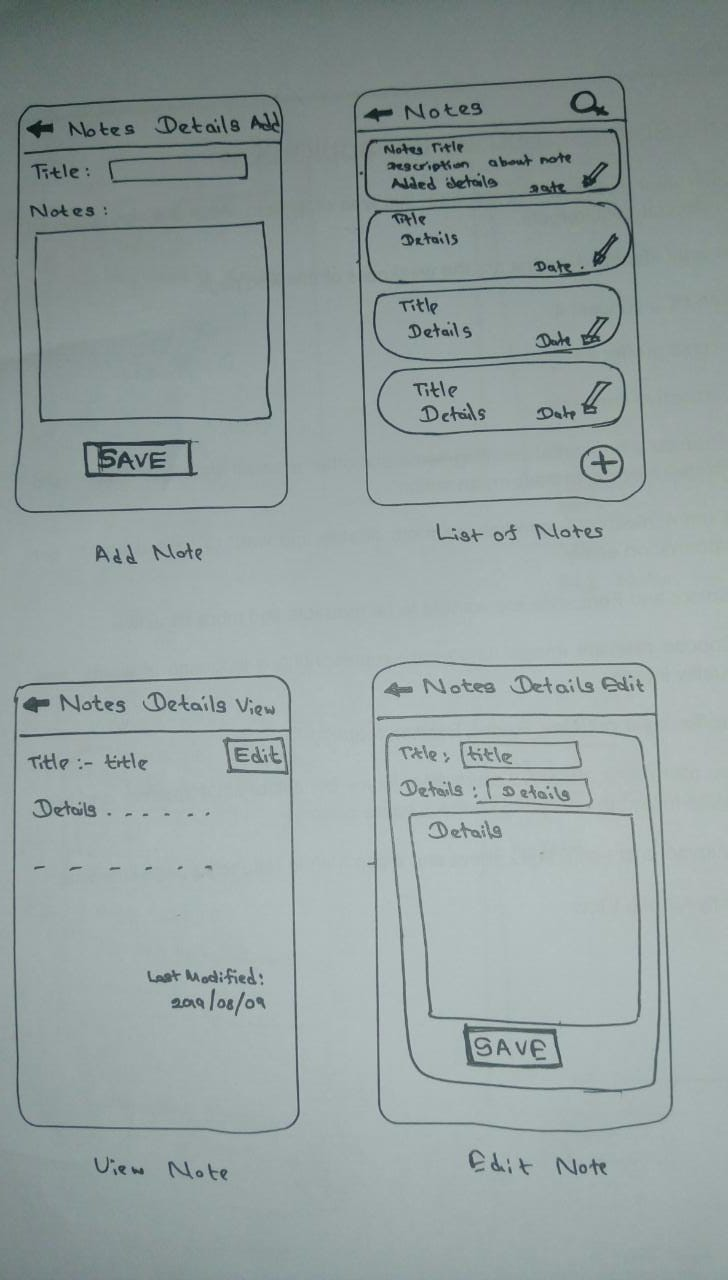 Notes Details Add
Title :
Notes :
SAVE
Add Note
Notes
Notes Title
Description about note
Added details Date
Title
Details
Date .
Title
Details
Date
Title
Details
Date
List of Notes
Notes Details View
Title :- title
Edit
Details . . . . . .
- - - - - -
Last Modified:
2019/08/09
View Note
Notes Details Edit
Title : title
Details : Details
Details
SAVE
Edit Note